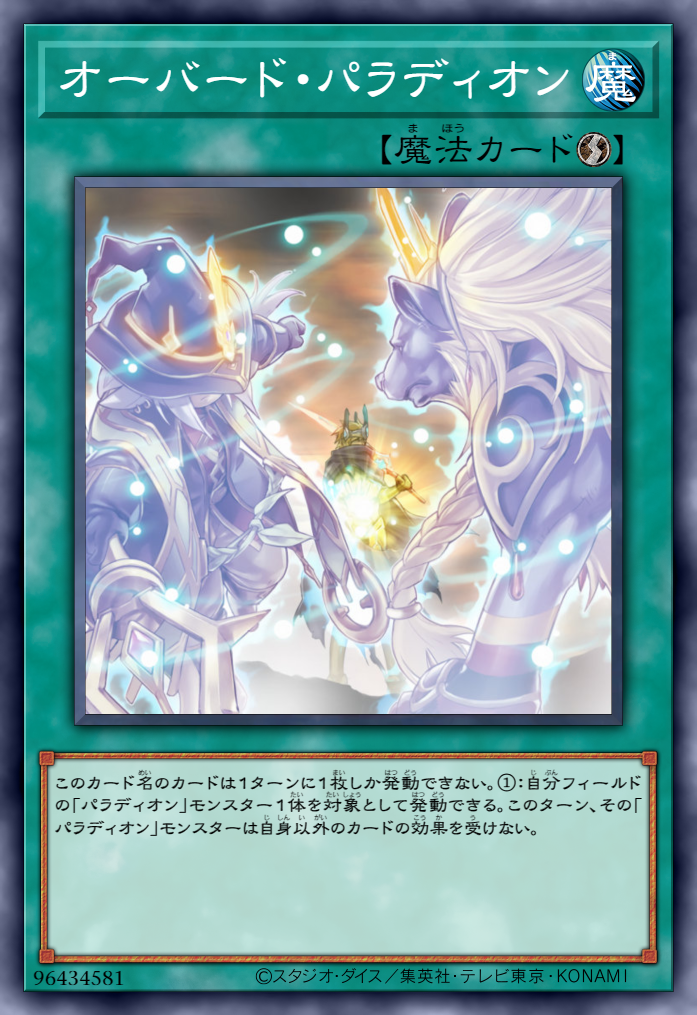 オーバード・パラディオン 魔
【魔法カード】
このカード名のカードは1ターンに1枚しか発動できない。①:自分フィールド
の「パラディオン」モンスター1体を対象として発動できる。このターン、その「
パラディオン」モンスターは自身以外のカードの効果を受けない。
96434581 ©スタジオ・ダイス/集英社・テレビ東京・KONAMI